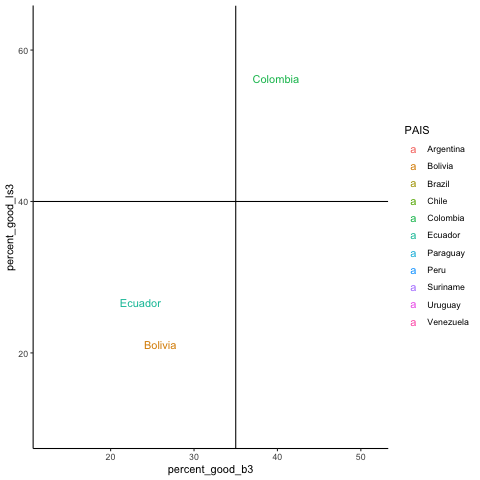 60
40
20
percent_good_ls3
Colombia
Ecuador
Bolivia
20
30
40
50
percent_good_b3
PAIS
a Argentina
a Bolivia
a Brazil
a Chile
a Colombia
a Ecuador
a Paraguay
a Peru
a Suriname
a Uruguay
a Venezuela